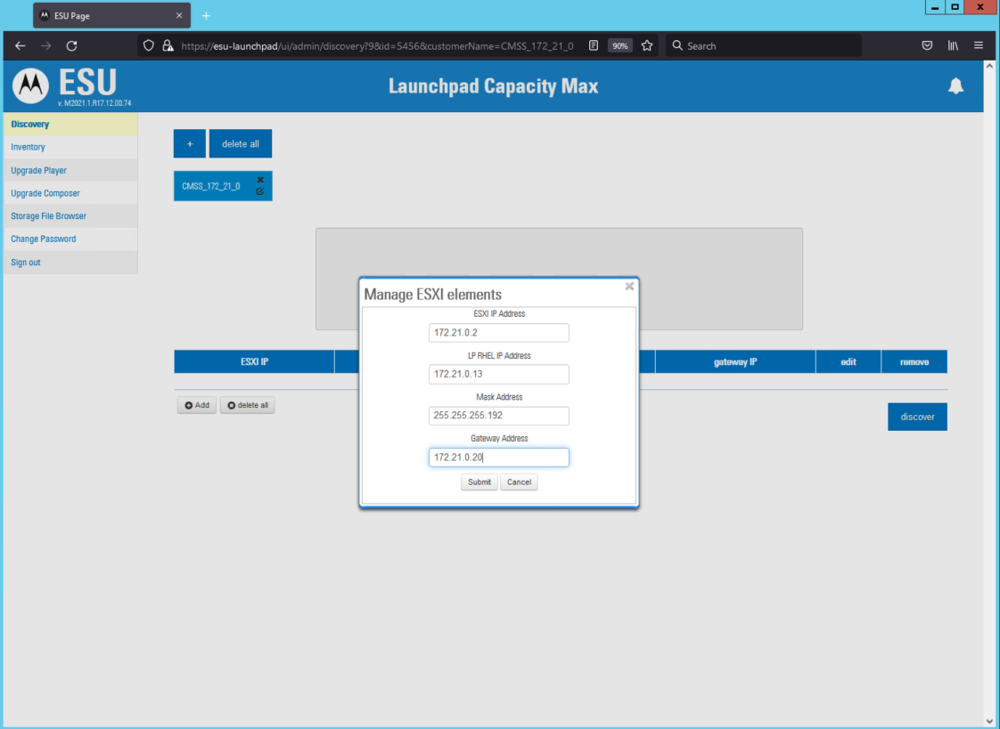 ESU Page
https://esu-launchpad/ui/admin/discovery?9&id=5456&customerName=CMSS_172_21_0
90%
Search
ESU
v. M2021.1.R17.12.00.74
Launchpad Capacity Max
Discovery
Inventory
Upgrade Player
Upgrade Composer
Storage File Browser
Change Password
Sign out
+ delete all
CMSS_172_21_0
Manage ESXI elements
ESXI IP Address
172.21.0.2
LP RHEL IP Address
172.21.0.13
Mask Address
255.255.255.192
Gateway Address
172.21.0.20
Submit Cancel
ESXI IP gateway IP edit remove
Add delete all
discover